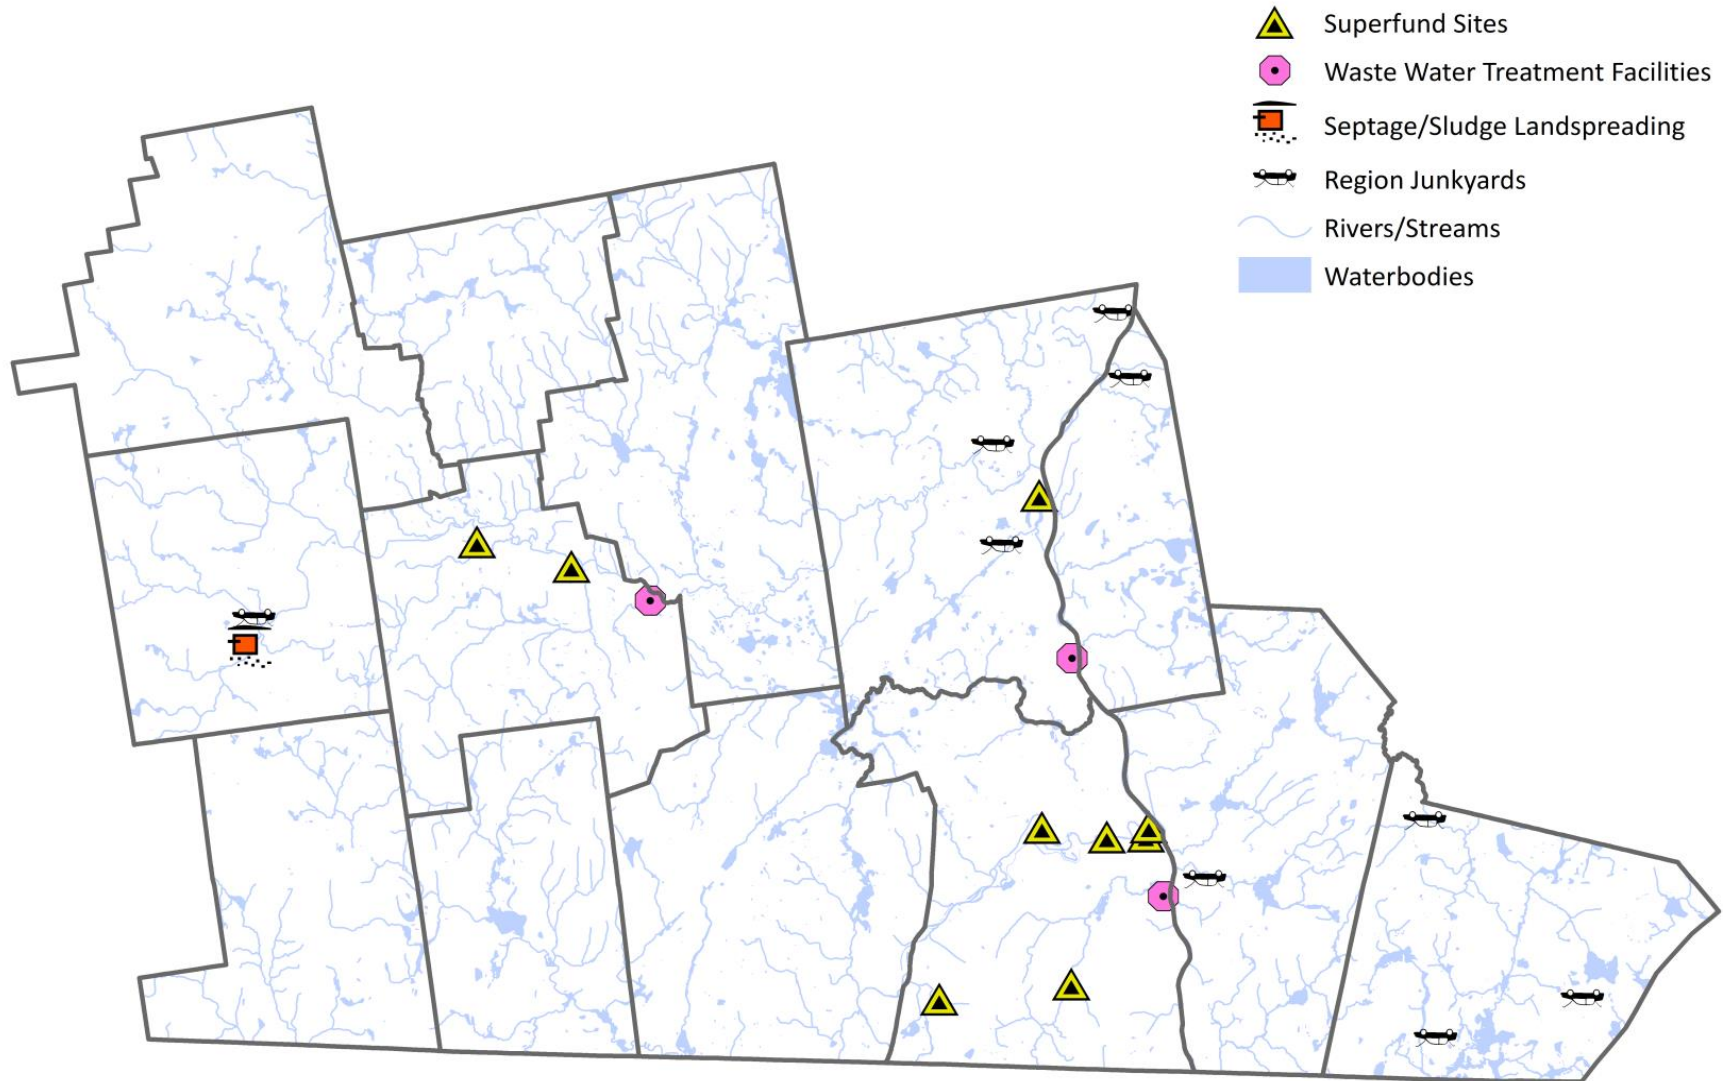 Superfund Sites
Waste Water Treatment Facilities
Septage/Sludge Landspreading
Region Junkyards
Rivers/Streams
Waterbodies